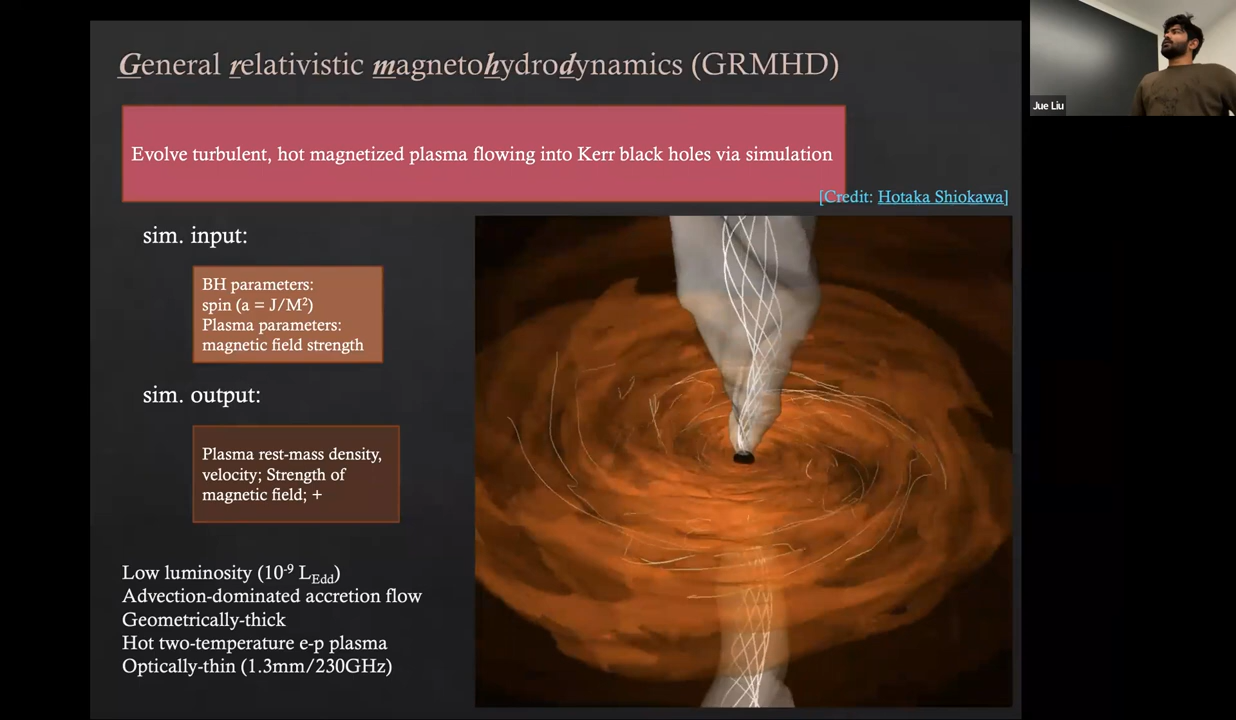 General relativistic magnetohydrodynamics (GRMHD)
Jue Liu
Evolve turbulent, hot magnetized plasma flowing into Kerr black holes via simulation
[Credit: Hotaka Shiokawa]
sim. input:
BH parameters:
spin (a = J/M²)
Plasma parameters:
magnetic field strength
sim. output:
Plasma rest-mass density,
velocity; Strength of
magnetic field; +
Low luminosity (10⁻⁹ L_Edd)
Advection-dominated accretion flow
Geometrically-thick
Hot two-temperature e-p plasma
Optically-thin (1.3mm/230GHz)